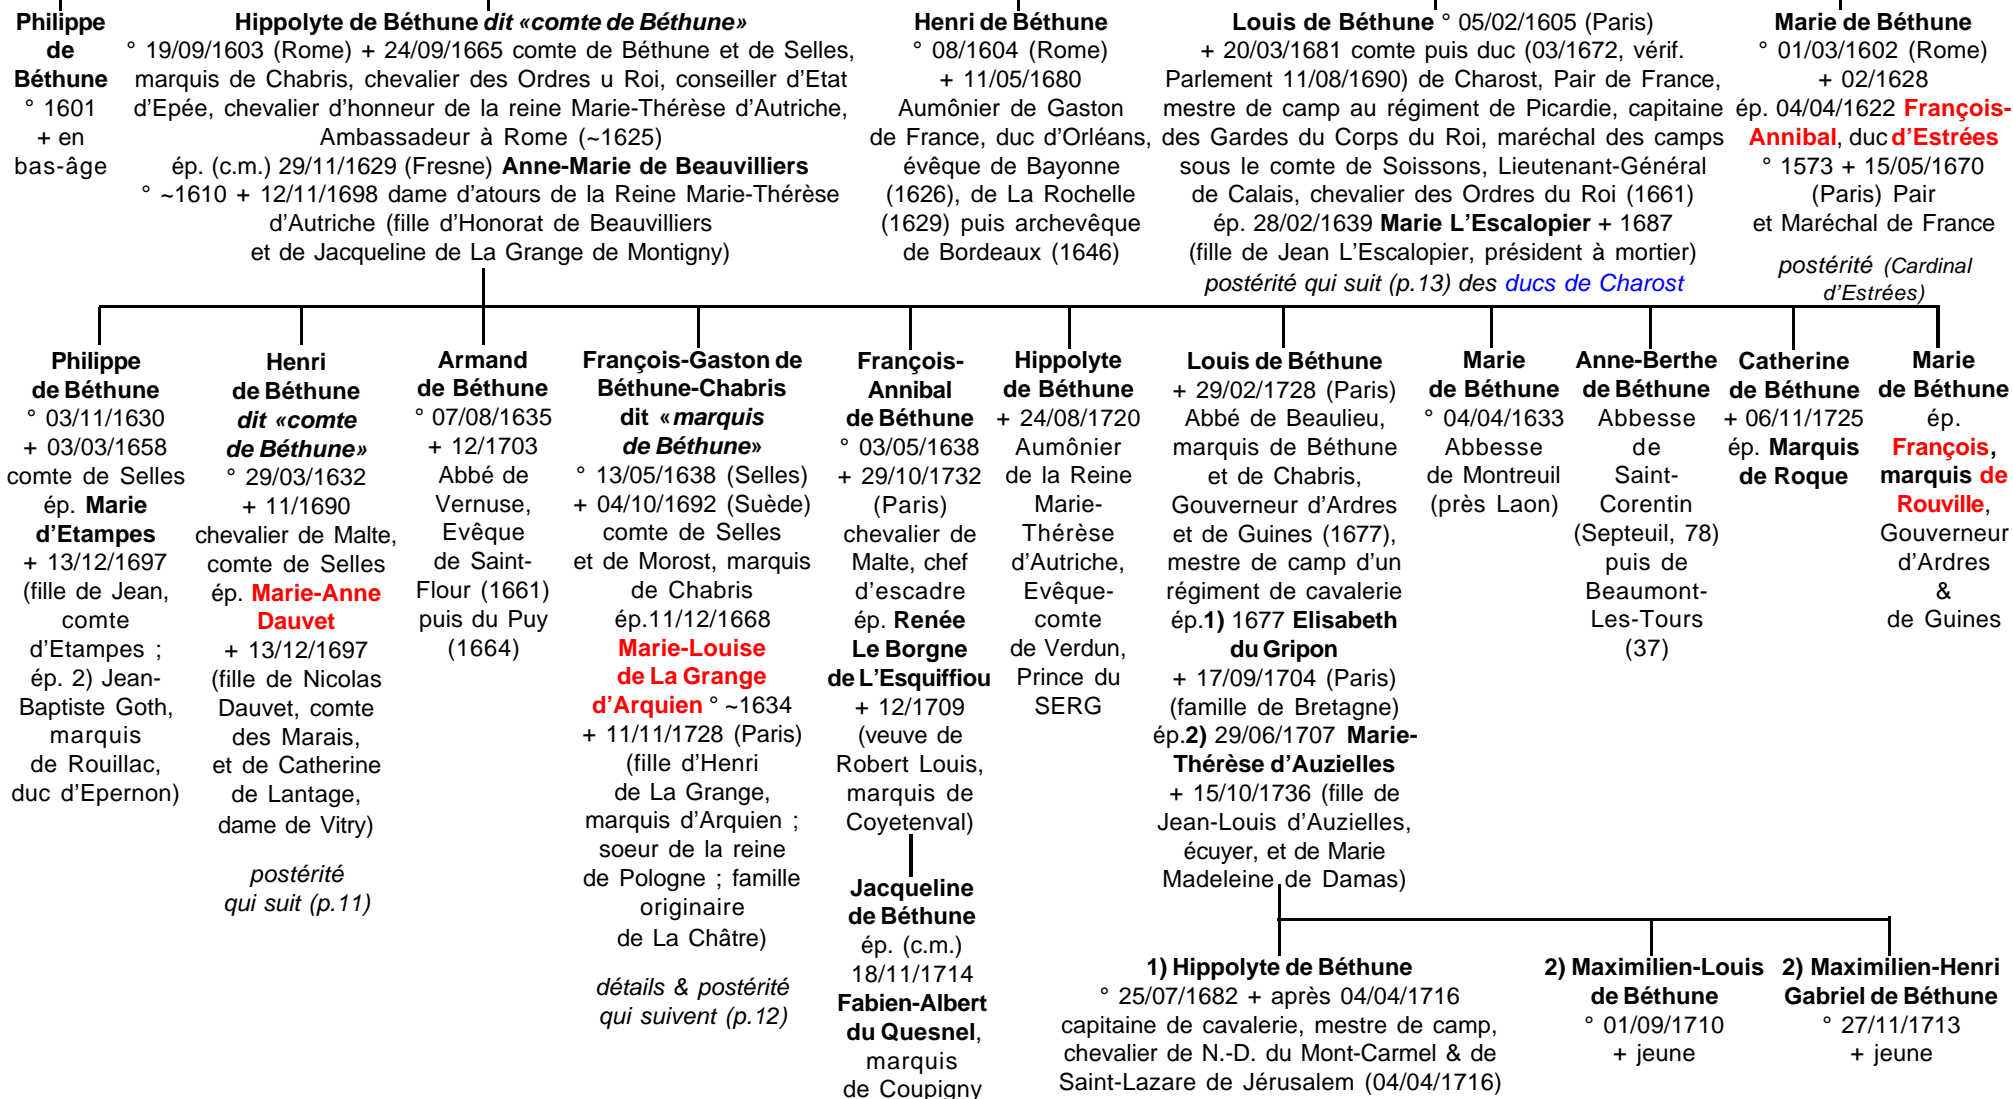 Philippe
de
Béthune
° 1601
+ en
bas-âge
Hippolyte de Béthune dit «comte de Béthune»
° 19/09/1603 (Rome) + 24/09/1665 comte de Béthune et de Selles,
marquis de Chabris, chevalier des Ordres u Roi, conseiller d'Etat
d'Epée, chevalier d'honneur de la reine Marie-Thérèse d'Autriche,
Ambassadeur à Rome (~1625)
ép. (c.m.) 29/11/1629 (Fresne) Anne-Marie de Beauvilliers
° ~1610 + 12/11/1698 dame d'atours de la Reine Marie-Thérèse
d'Autriche (fille d'Honorat de Beauvilliers
et de Jacqueline de La Grange de Montigny)
Henri de Béthune
° 08/1604 (Rome)
+ 11/05/1680
Aumônier de Gaston
de France, duc d'Orléans,
évêque de Bayonne
(1626), de La Rochelle
(1629) puis archevêque
de Bordeaux (1646)
Louis de Béthune ° 05/02/1605 (Paris)
+ 20/03/1681 comte puis duc (03/1672, vérif.
Parlement 11/08/1690) de Charost, Pair de France,
mestre de camp au régiment de Picardie, capitaine
des Gardes du Corps du Roi, maréchal des camps
sous le comte de Soissons, Lieutenant-Général
de Calais, chevalier des Ordres du Roi (1661)
ép. 28/02/1639 Marie L'Escalopier + 1687
(fille de Jean L'Escalopier, président à mortier)
postérité qui suit (p.13) des ducs de Charost
Marie de Béthune
° 01/03/1602 (Rome)
+ 02/1628
ép. 04/04/1622 François-
Annibal, duc d'Estrées
° 1573 + 15/05/1670
(Paris) Pair
et Maréchal de France
postérité (Cardinal
d'Estrées)
Philippe
de Béthune
° 03/11/1630
+ 03/03/1658
comte de Selles
ép. Marie
d'Etampes
+ 13/12/1697
(fille de Jean,
comte
d'Etampes ;
ép. 2) Jean-
Baptiste Goth,
marquis
de Rouillac,
duc d'Epernon)
Henri
de Béthune
dit «comte
de Béthune»
° 29/03/1632
+ 11/1690
chevalier de Malte,
comte de Selles
ép. Marie-Anne
Dauvet
+ 13/12/1697
(fille de Nicolas
Dauvet, comte
des Marais,
et de Catherine
de Lantage,
dame de Vitry)
postérité
qui suit (p.11)
Armand
de Béthune
° 07/08/1635
+ 12/1703
Abbé de
Vernuse,
Evêque
de Saint-
Flour (1661)
puis du Puy
(1664)
François-Gaston de
Béthune-Chabris
dit «marquis
de Béthune»
° 13/05/1638 (Selles)
+ 04/10/1692 (Suède)
comte de Selles
et de Morost, marquis
de Chabris
ép.11/12/1668
Marie-Louise
de La Grange
d'Arquien ° ~1634
+ 11/11/1728 (Paris)
(fille d'Henri
de La Grange,
marquis d'Arquien ;
soeur de la reine
de Pologne ; famille
originaire
de La Châtre)
détails & postérité
qui suivent (p.12)
François-
Annibal
de Béthune
° 03/05/1638
+ 29/10/1732
(Paris)
chevalier de
Malte, chef
d'escadre
ép. Renée
Le Borgne
de L'Esquiffiou
+ 12/1709
(veuve de
Robert Louis,
marquis de
Coyetenval)
Jacqueline
de Béthune
ép. (c.m.)
18/11/1714
Fabien-Albert
du Quesnel,
marquis
de Coupigny
Hippolyte
de Béthune
+ 24/08/1720
Aumônier
de la Reine
Marie-
Thérèse
d'Autriche,
Evêque-
comte
de Verdun,
Prince du
SERG
Louis de Béthune
+ 29/02/1728 (Paris)
Abbé de Beaulieu,
marquis de Béthune
et de Chabris,
Gouverneur d'Ardres
et de Guines (1677),
mestre de camp d'un
régiment de cavalerie
ép.1) 1677 Elisabeth
du Gripon
+ 17/09/1704 (Paris)
(famille de Bretagne)
ép.2) 29/06/1707 Marie-
Thérèse d'Auzielles
+ 15/10/1736 (fille de
Jean-Louis d'Auzielles,
écuyer, et de Marie
Madeleine de Damas)
Marie
de Béthune
° 04/04/1633
Abbesse
de Montreuil
(près Laon)
Anne-Berthe
de Béthune
Abbesse
de
Saint-
Corentin
(Septeuil, 78)
puis de
Beaumont-
Les-Tours
(37)
Catherine
de Béthune
+ 06/11/1725
ép. Marquis
de Roque
Marie
de Béthune
ép.
François,
marquis de
Rouville,
Gouverneur
d'Ardres
&
de Guines
1) Hippolyte de Béthune
° 25/07/1682 + après 04/04/1716
capitaine de cavalerie, mestre de camp,
chevalier de N.-D. du Mont-Carmel & de
Saint-Lazare de Jérusalem (04/04/1716)
2) Maximilien-Louis
de Béthune
° 01/09/1710
+ jeune
2) Maximilien-Henri
Gabriel de Béthune
° 27/11/1713
+ jeune